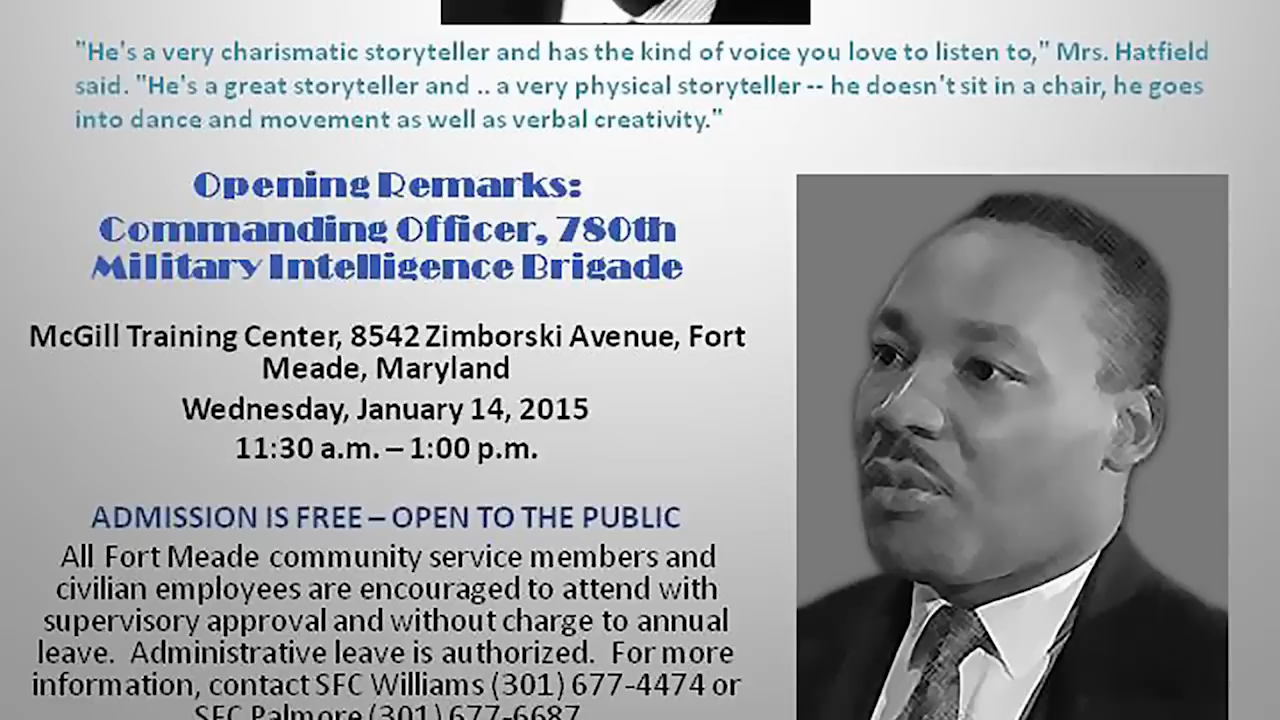 "He's a very charismatic storyteller and has the kind of voice you love to listen to," Mrs. Hatfield
said. "He's a great storyteller and .. a very physical storyteller -- he doesn't sit in a chair, he goes
into dance and movement as well as verbal creativity."
Opening Remarks:
Commanding Officer, 780th
Military Intelligence Brigade
McGill Training Center, 8542 Zimborski Avenue, Fort
Meade, Maryland
Wednesday, January 14, 2015
11:30 a.m. – 1:00 p.m.
ADMISSION IS FREE – OPEN TO THE PUBLIC
All Fort Meade community service members and
civilian employees are encouraged to attend with
supervisory approval and without charge to annual
leave. Administrative leave is authorized. For more
information, contact SFC Williams (301) 677-4474 or
SFC Palmore (301) 677-6687